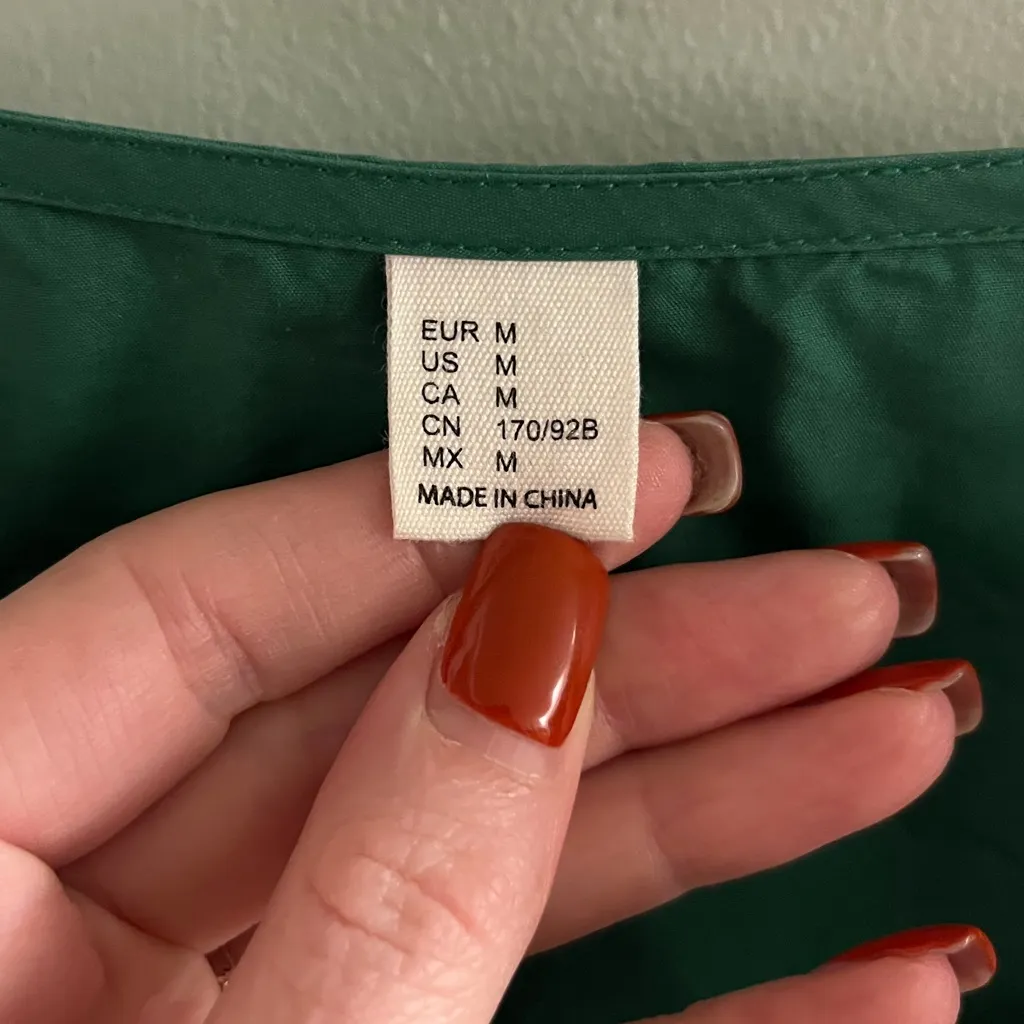 EUR M
US M
CA M
CN 170/92B
MX M
MADE IN CHINA